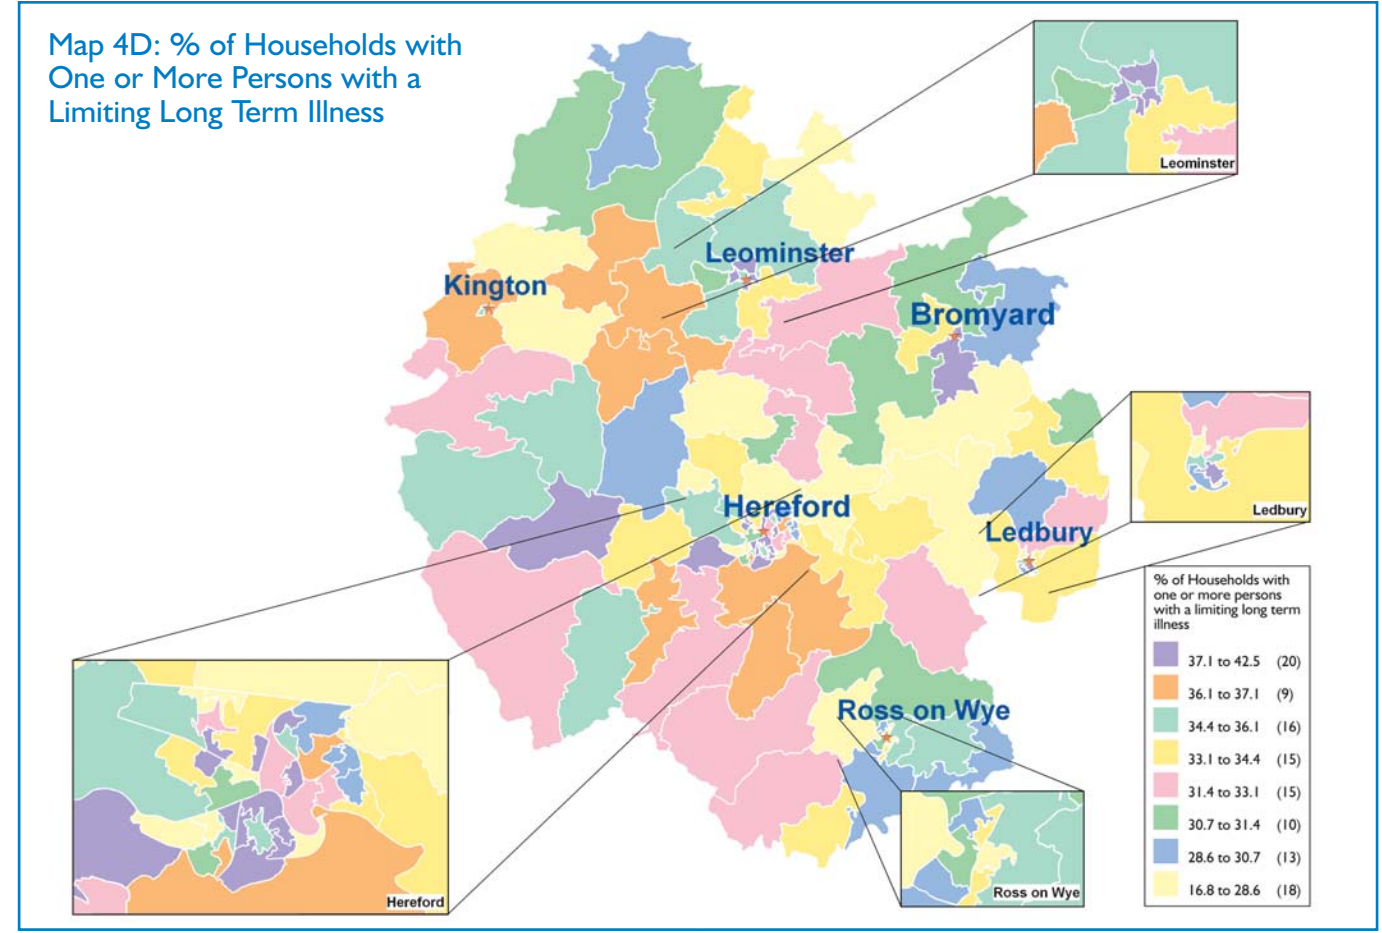 Map 4D: % of Households with
One or More Persons with a
Limiting Long Term Illness
Leominster
Leominster
Kington
Bromyard
Hereford
Ledbury
Ledbury
Ross on Wye
Hereford
Ross on Wye
% of Households with
one or more persons
with a limiting long term
illness
37.1 to 42.5 (20)
36.1 to 37.1 (9)
34.4 to 36.1 (16)
33.1 to 34.4 (15)
31.4 to 33.1 (15)
30.7 to 31.4 (10)
28.6 to 30.7 (13)
16.8 to 28.6 (18)